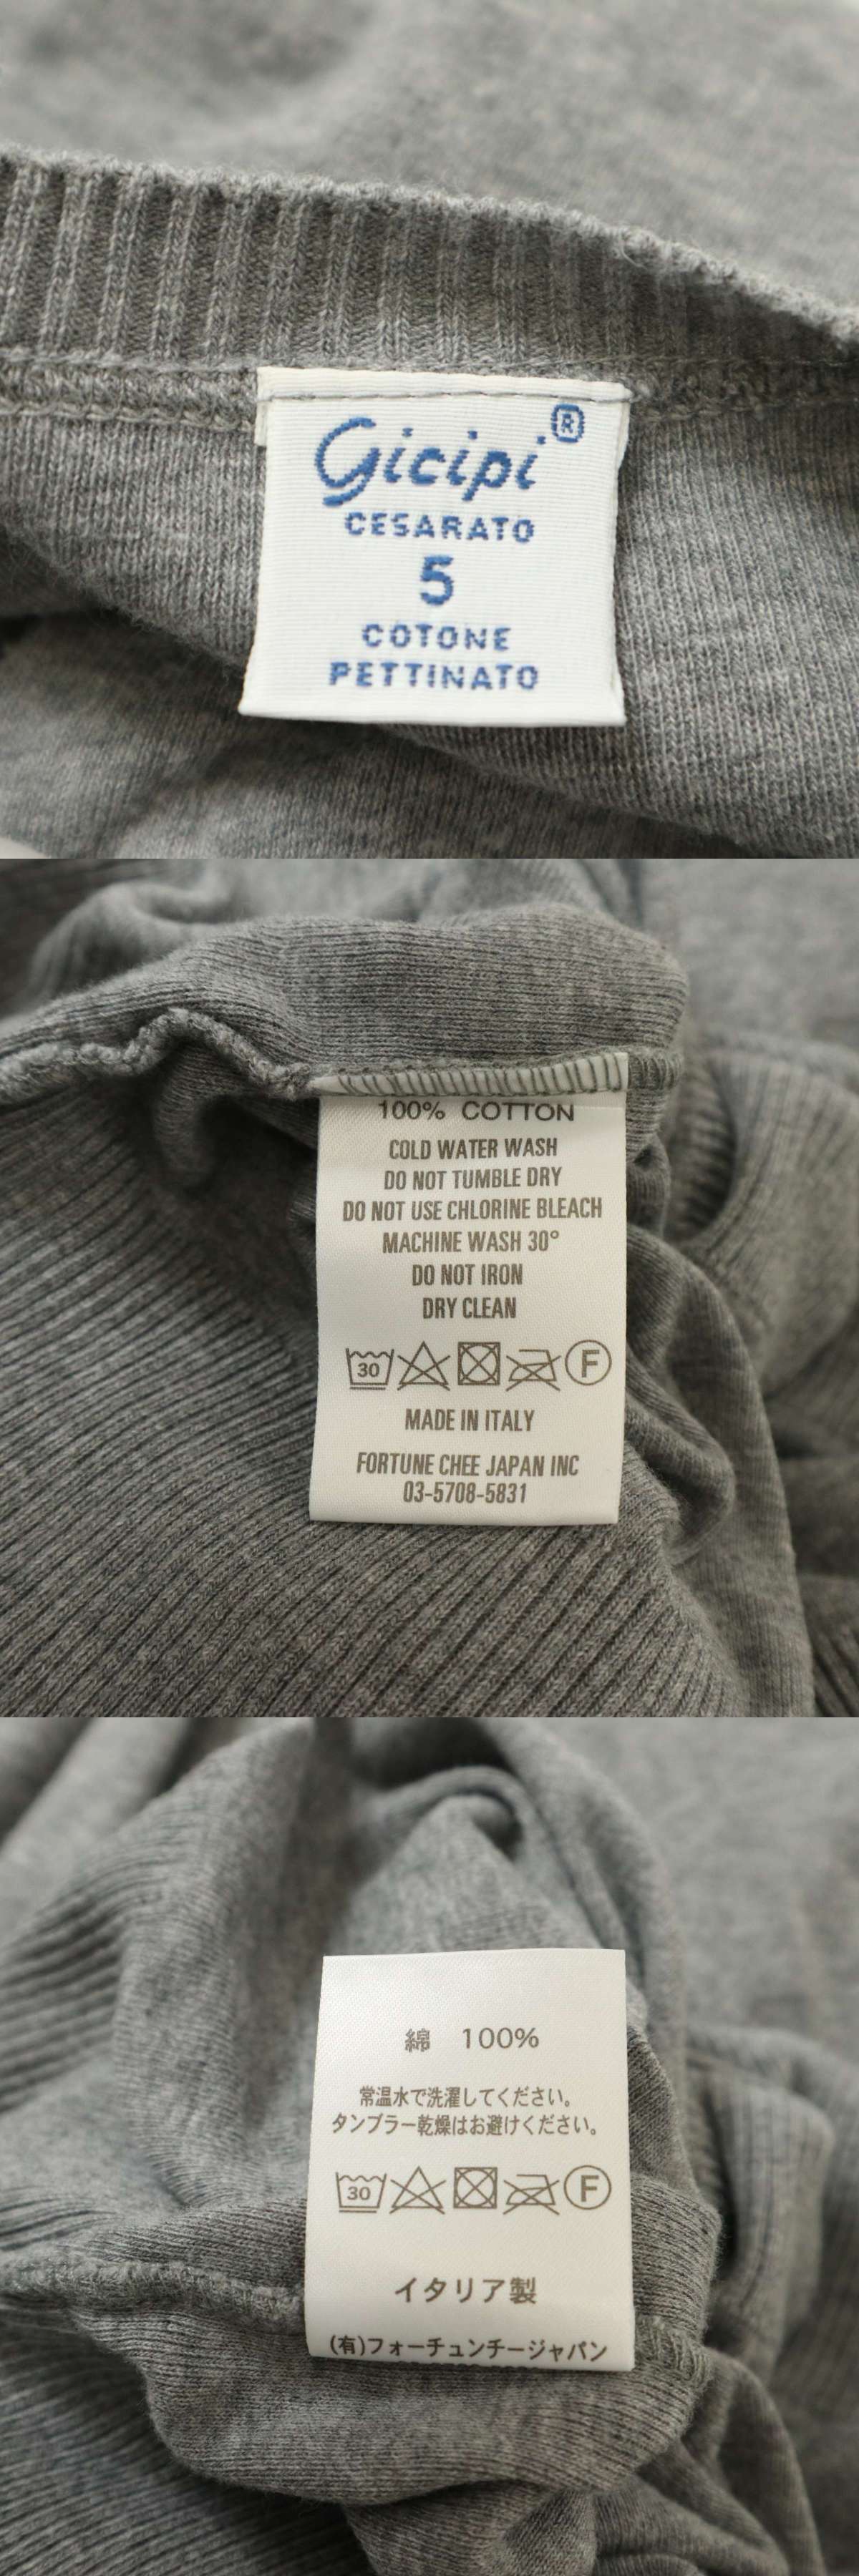 Gicipi®
CESARATO
5
COTONE
PETTINATO
100% COTTON
COLD WATER WASH
DO NOT TUMBLE DRY
DO NOT USE CHLORINE BLEACH
MACHINE WASH 30°
DO NOT IRON
DRY CLEAN
30 F
MADE IN ITALY
FORTUNE CHEE JAPAN INC
03-5708-5831
綿 100%
常温水で洗濯してください。
タンブラー乾燥はお避けください。
30 F
イタリア製
(有)フォーチュンチージャパン